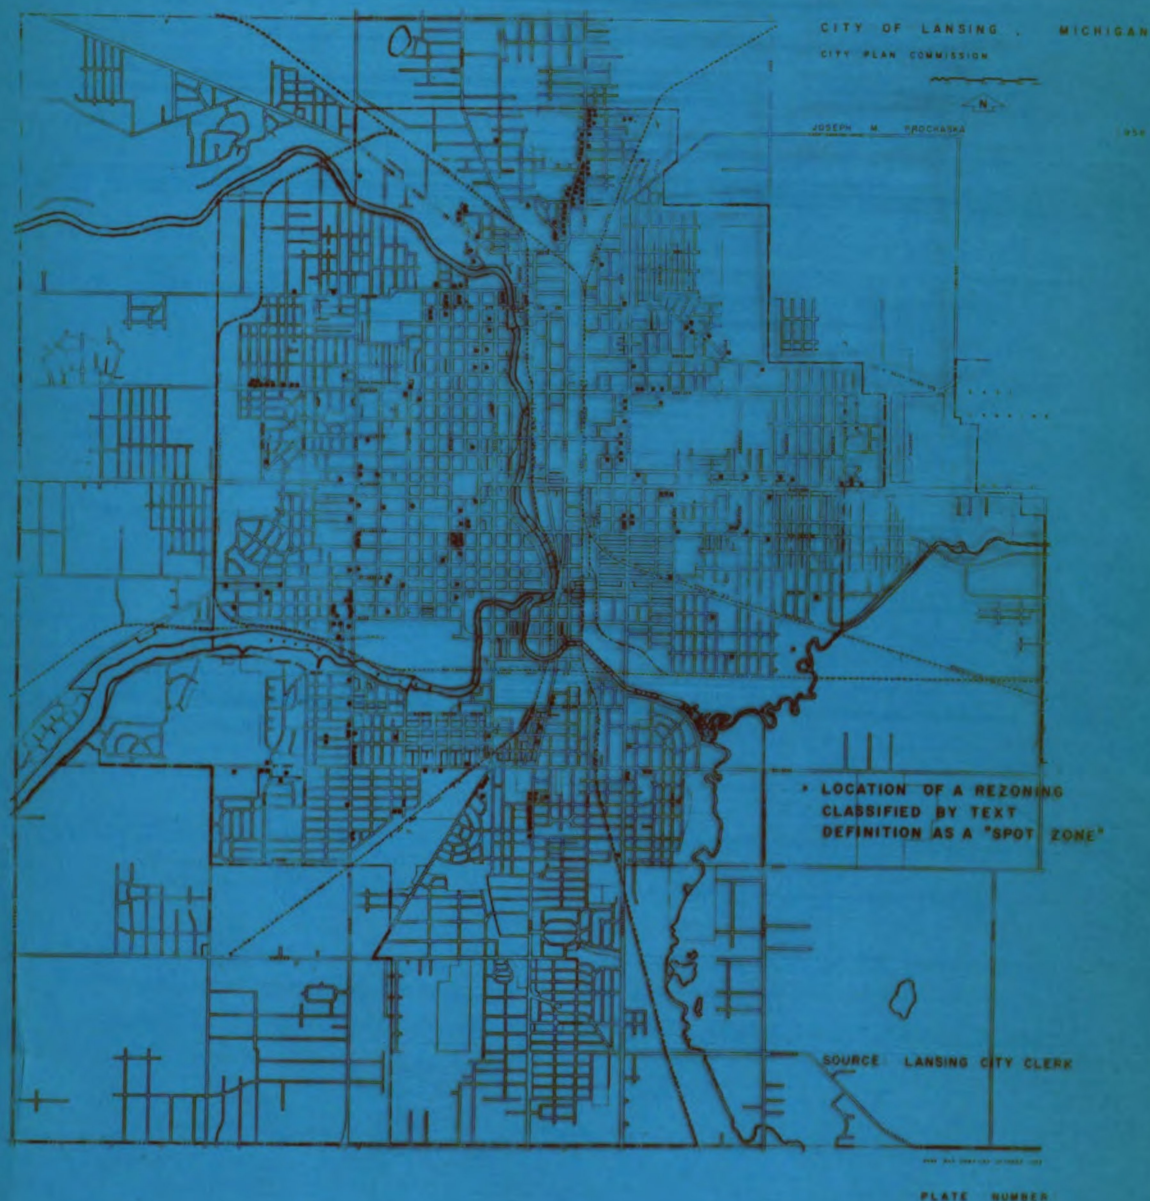 CITY OF LANSING , MICHIGAN
CITY PLAN COMMISSION
N
JOSEPH M. PROCHASKA
• LOCATION OF A REZONING
CLASSIFIED BY TEXT
DEFINITION AS A "SPOT ZONE"
SOURCE: LANSING CITY CLERK
PLATE NUMBER